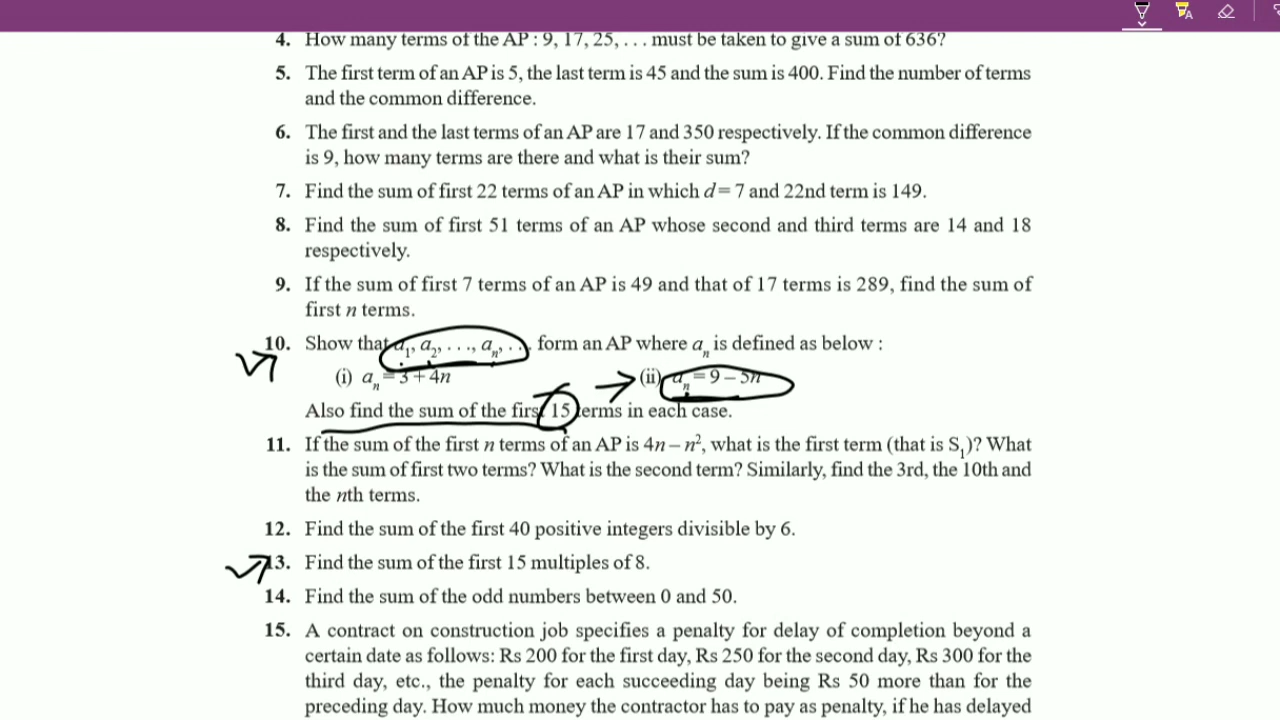 4. How many terms of the AP : 9, 17, 25, . . . must be taken to give a sum of 636?
5. The first term of an AP is 5, the last term is 45 and the sum is 400. Find the number of terms
and the common difference.
6. The first and the last terms of an AP are 17 and 350 respectively. If the common difference
is 9, how many terms are there and what is their sum?
7. Find the sum of first 22 terms of an AP in which d = 7 and 22nd term is 149.
8. Find the sum of first 51 terms of an AP whose second and third terms are 14 and 18
respectively.
9. If the sum of first 7 terms of an AP is 49 and that of 17 terms is 289, find the sum of
first n terms.
10. Show that a₁, a₂, . . ., aₙ, . . . form an AP where aₙ is defined as below :
(i) aₙ = 3 + 4n (ii) aₙ = 9 – 5n
Also find the sum of the first 15 terms in each case.
11. If the sum of the first n terms of an AP is 4n – n², what is the first term (that is S₁)? What
is the sum of first two terms? What is the second term? Similarly, find the 3rd, the 10th and
the nth terms.
12. Find the sum of the first 40 positive integers divisible by 6.
13. Find the sum of the first 15 multiples of 8.
14. Find the sum of the odd numbers between 0 and 50.
15. A contract on construction job specifies a penalty for delay of completion beyond a
certain date as follows: Rs 200 for the first day, Rs 250 for the second day, Rs 300 for the
third day, etc., the penalty for each succeeding day being Rs 50 more than for the
preceding day. How much money the contractor has to pay as penalty, if he has delayed